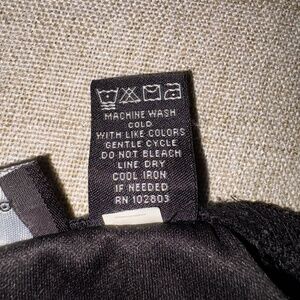 MACHINE WASH
COLD
WITH LIKE COLORS
GENTLE CYCLE
DO NOT BLEACH
LINE DRY
COOL IRON
IF NEEDED
RN 102803